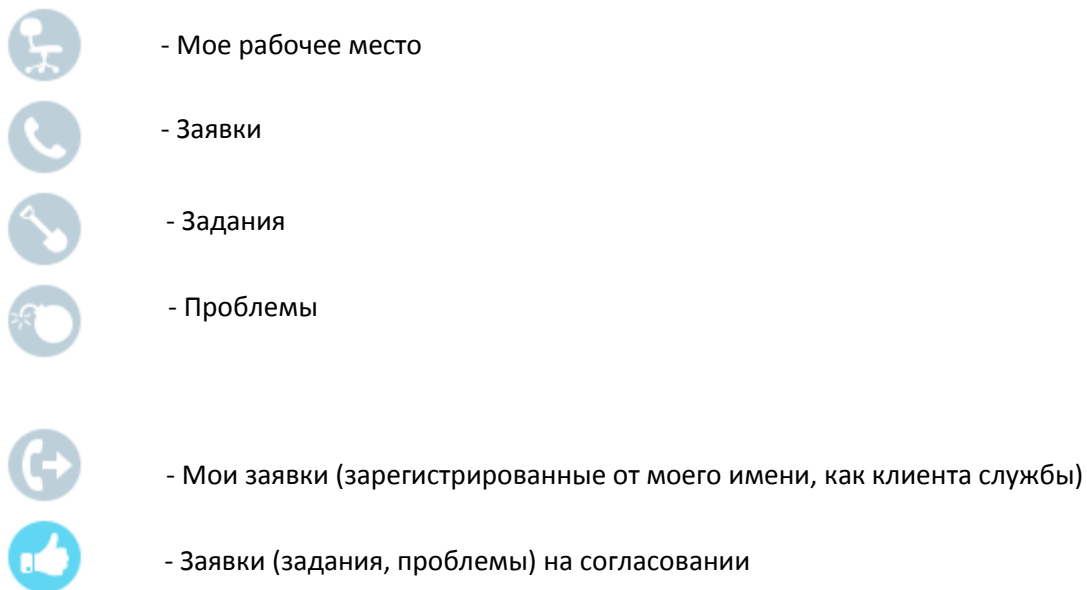 - Мое рабочее место
- Заявки
- Задания
- Проблемы
- Мои заявки (зарегистрированные от моего имени, как клиента службы)
- Заявки (задания, проблемы) на согласовании